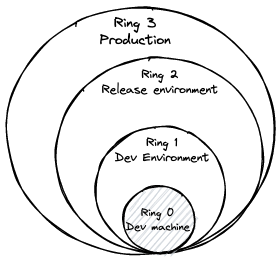 Ring 3
Production
Ring 2
Release environment
Ring 1
Dev Environment
Ring 0
Dev machine